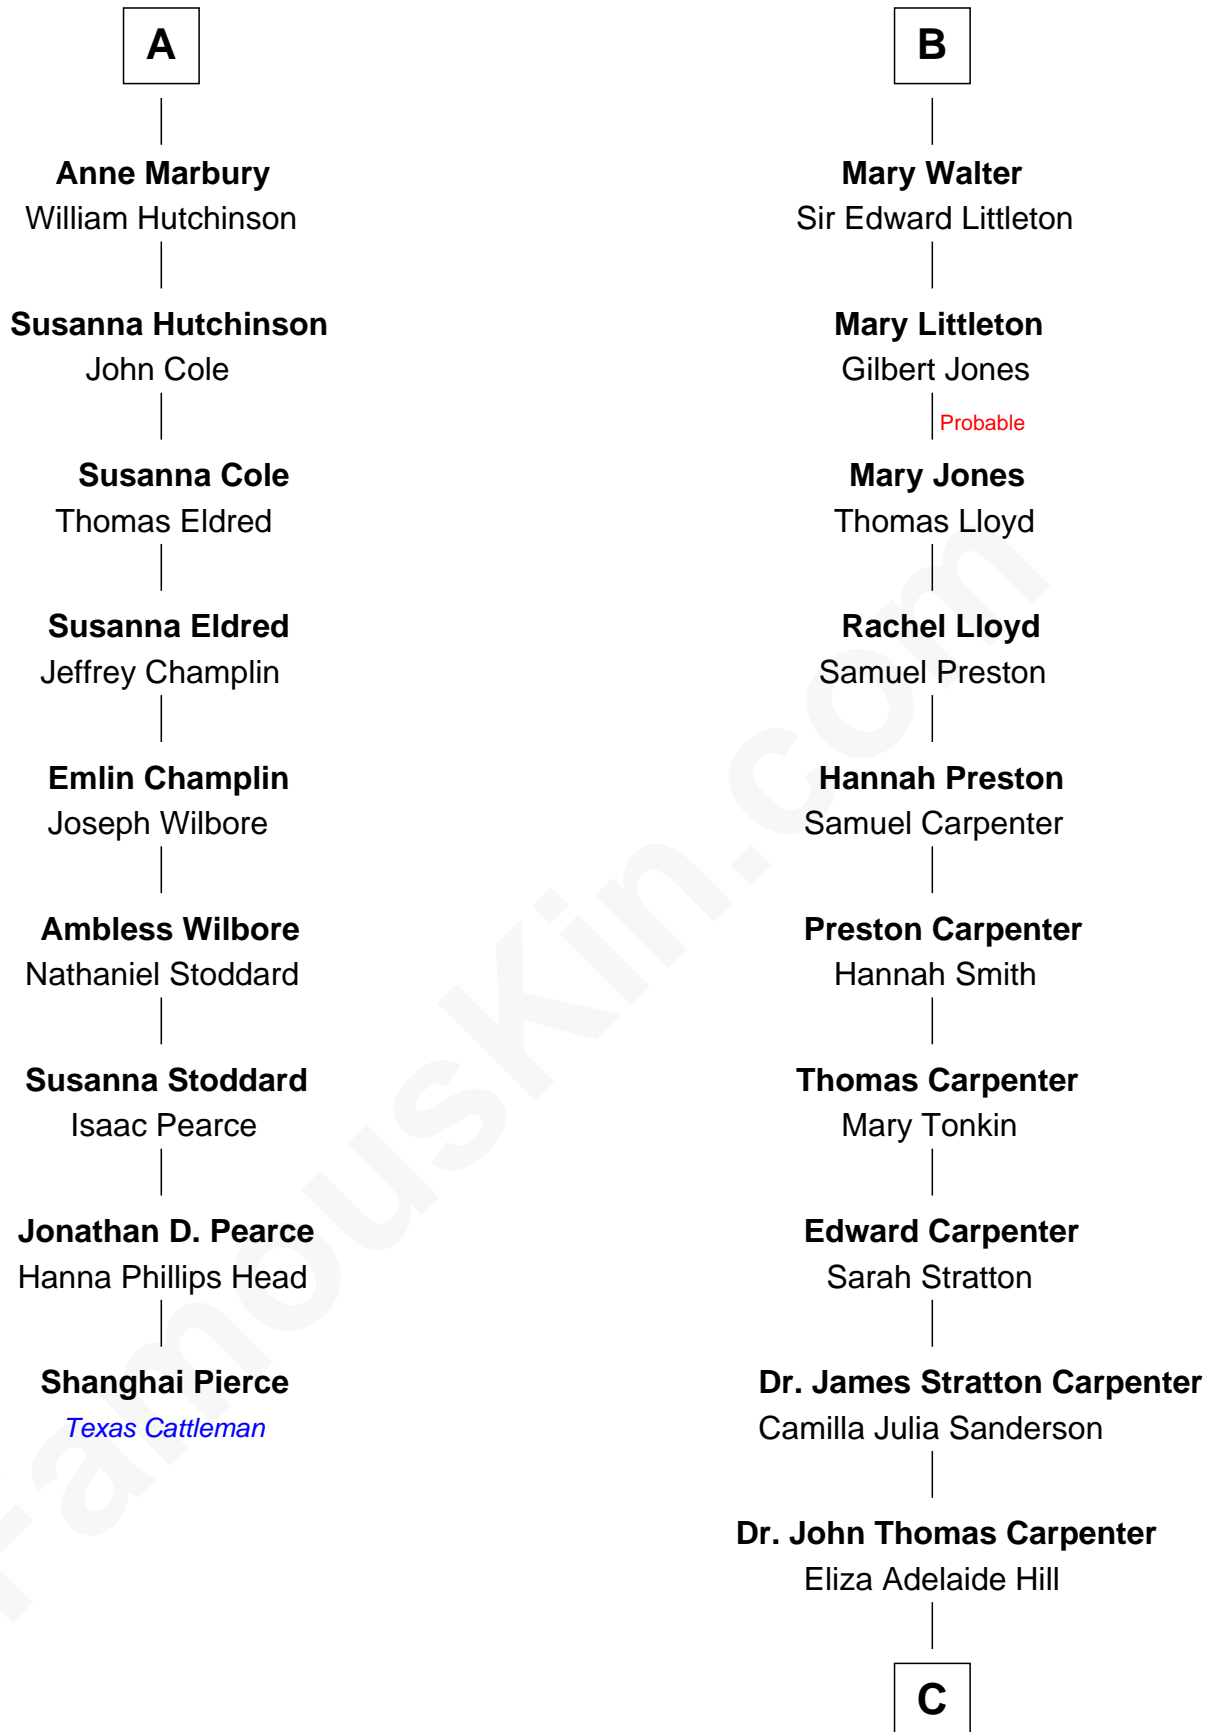 A
Anne Marbury
William Hutchinson
Susanna Hutchinson
John Cole
Susanna Cole
Thomas Eldred
Susanna Eldred
Jeffrey Champlin
Emlin Champlin
Joseph Wilbore
Ambless Wilbore
Nathaniel Stoddard
Susanna Stoddard
Isaac Pearce
Jonathan D. Pearce
Hanna Phillips Head
Shanghai Pierce
Texas Cattleman
B
Mary Walter
Sir Edward Littleton
Mary Littleton
Gilbert Jones
Probable
Mary Jones
Thomas Lloyd
Rachel Lloyd
Samuel Preston
Hannah Preston
Samuel Carpenter
Preston Carpenter
Hannah Smith
Thomas Carpenter
Mary Tonkin
Edward Carpenter
Sarah Stratton
Dr. James Stratton Carpenter
Camilla Julia Sanderson
Dr. John Thomas Carpenter
Eliza Adelaide Hill
C
FamousKin.com